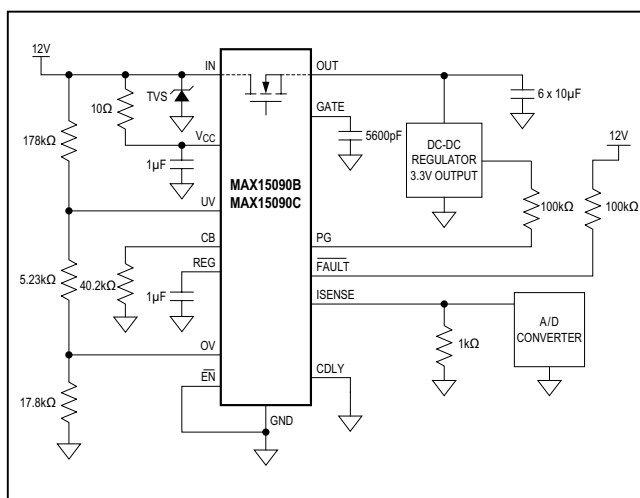 12V
IN
OUT
TVS
10Ω
GATE
6 x 10µF
178kΩ
VCC
5600pF
DC-DC
REGULATOR
3.3V OUTPUT
12V
1µF
MAX15090B
MAX15090C
UV
100kΩ
100kΩ
CB
PG
REG
FAULT
5.23kΩ
40.2kΩ
1µF
ISENSE
A/D
CONVERTER
1kΩ
OV
EN
CDLY
17.8kΩ
GND